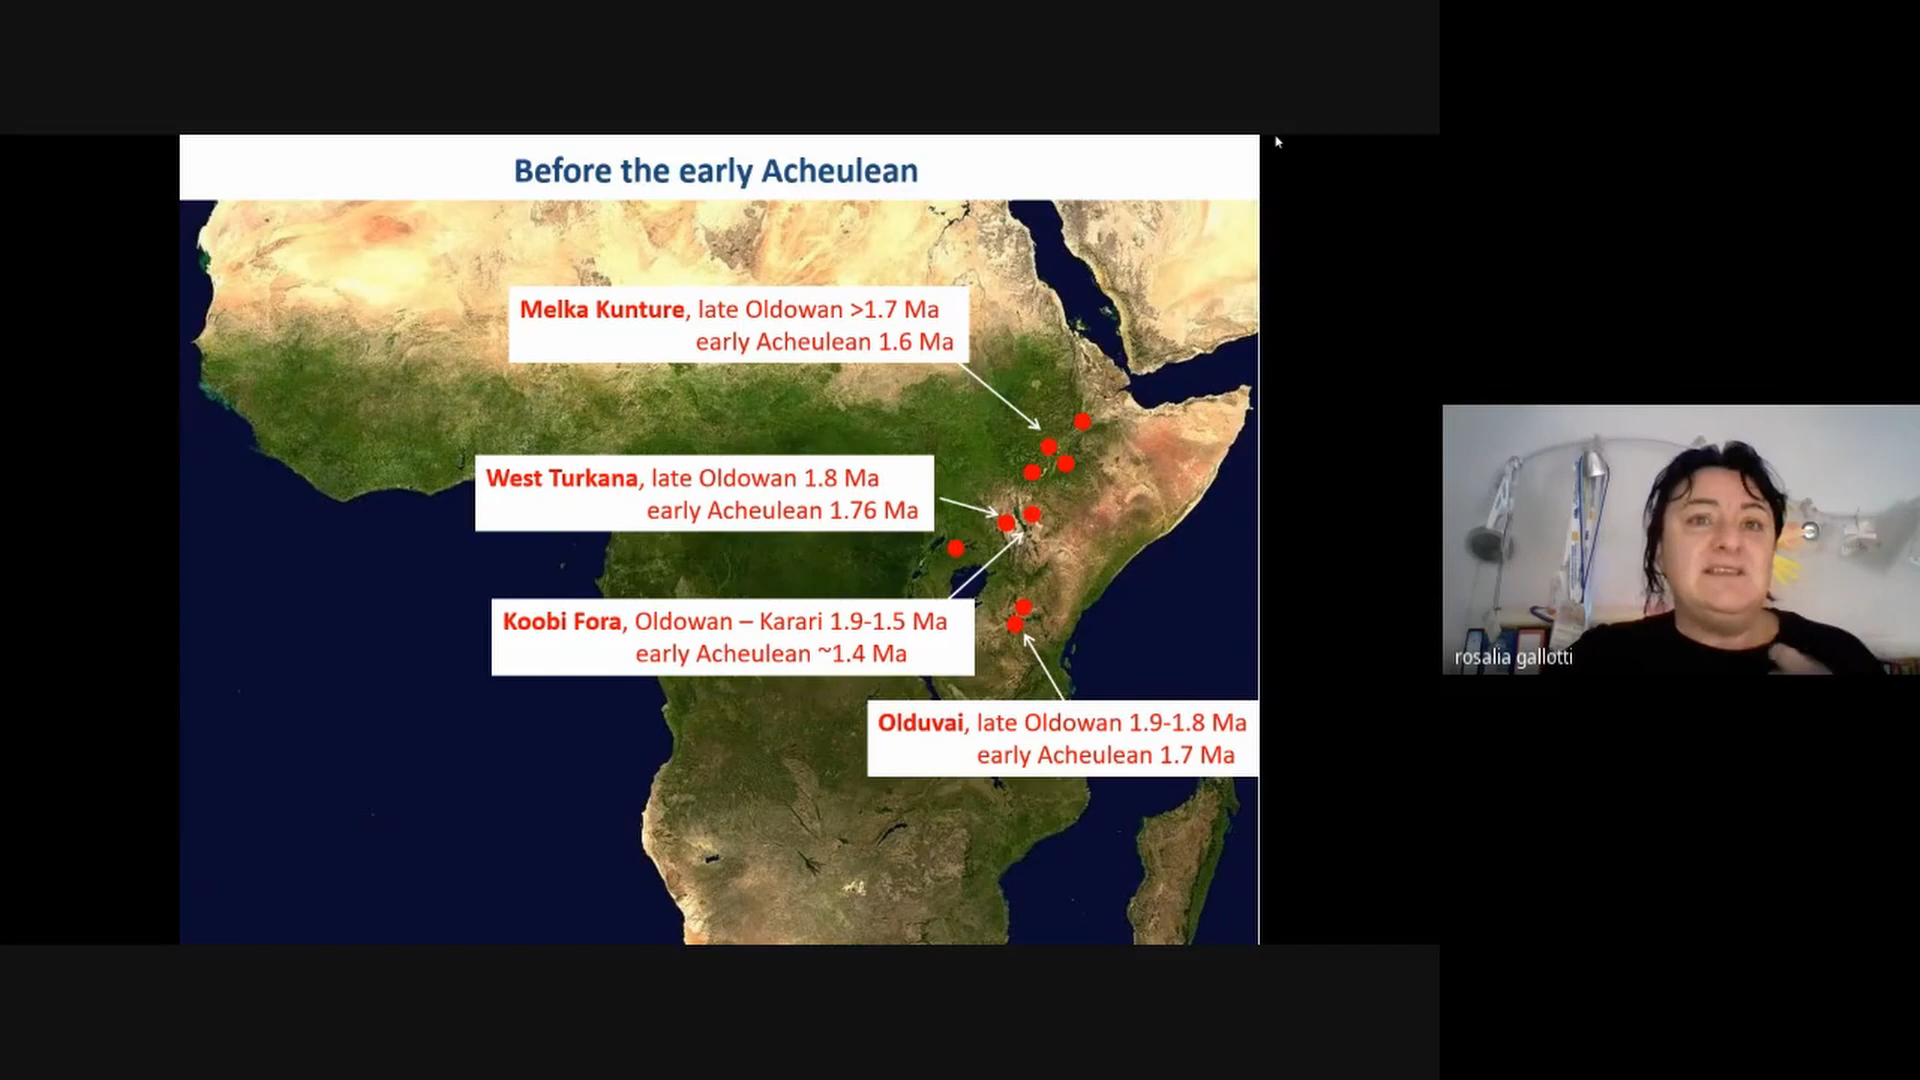 Before the early Acheulean
Melka Kunture, late Oldowan >1.7 Ma
early Acheulean 1.6 Ma
West Turkana, late Oldowan 1.8 Ma
early Acheulean 1.76 Ma
Koobi Fora, Oldowan – Karari 1.9-1.5 Ma
early Acheulean ~1.4 Ma
Olduvai, late Oldowan 1.9-1.8 Ma
early Acheulean 1.7 Ma
rosalia gallotti